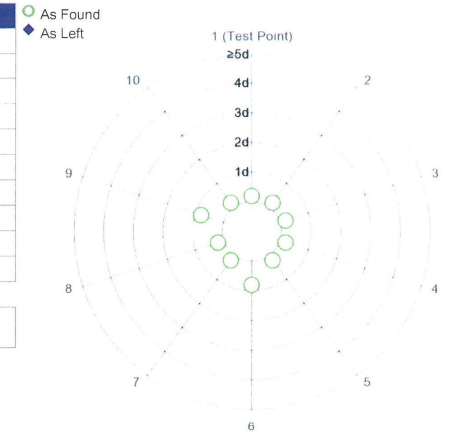 As Found
As Left
1 (Test Point)
≥5d
4d
3d
2d
1d
2
3
4
5
6
7
8
9
10